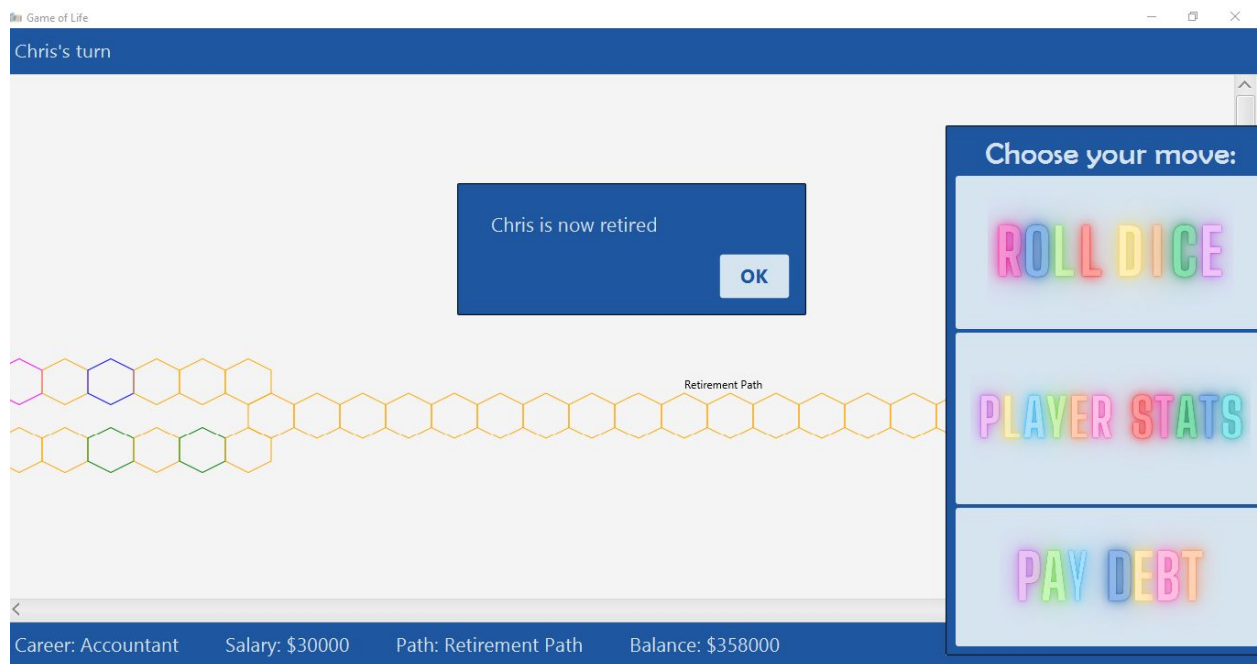 Game of Life
Chris's turn
Choose your move:
Chris is now retired
OK
ROLL DICE
Retirement Path
PLAYER STATS
PAY DEBT
Career: Accountant Salary: $30000 Path: Retirement Path Balance: $358000